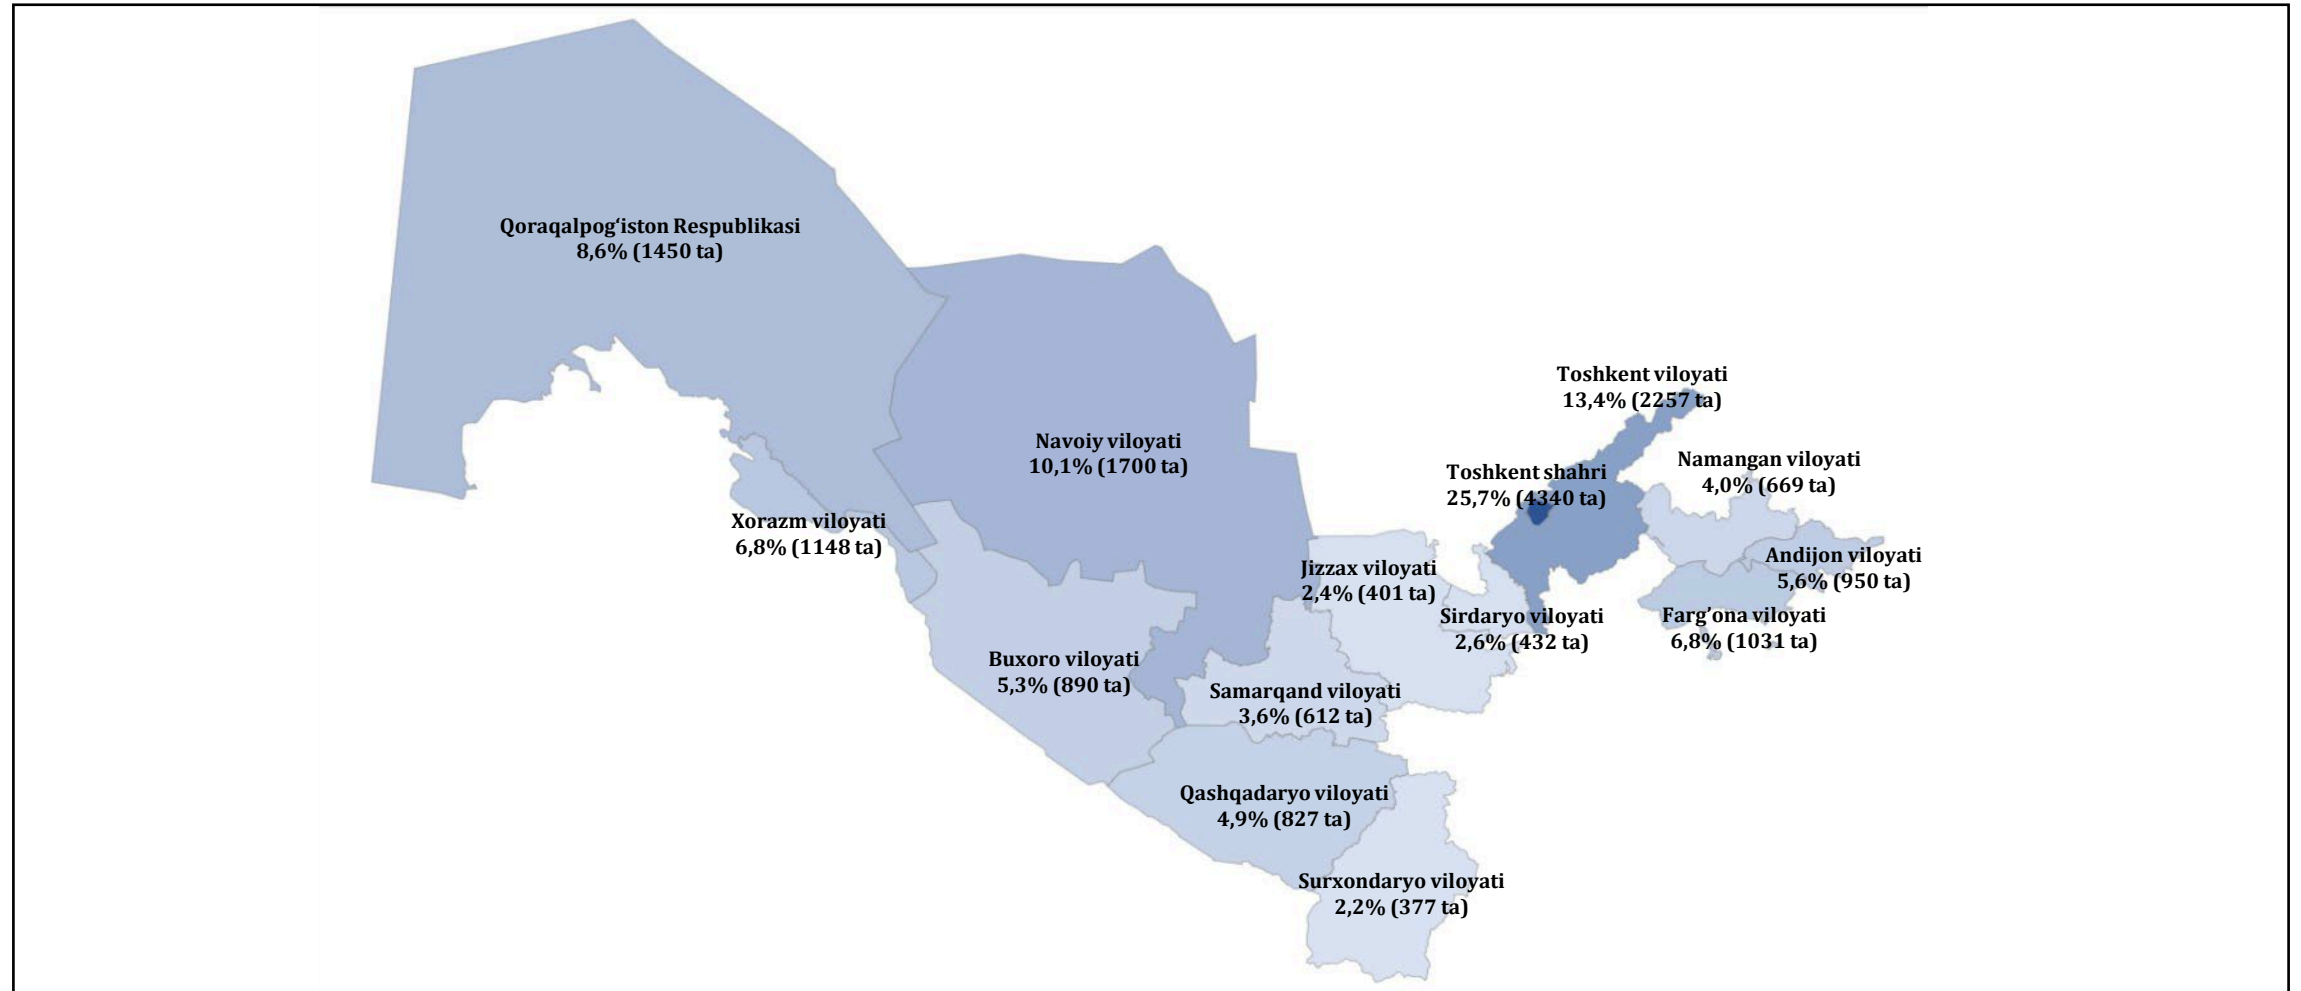 Qoraqalpog‘iston Respublikasi
8,6% (1450 ta)
Navoiy viloyati
10,1% (1700 ta)
Xorazm viloyati
6,8% (1148 ta)
Buxoro viloyati
5,3% (890 ta)
Toshkent viloyati
13,4% (2257 ta)
Toshkent shahri
25,7% (4340 ta)
Namangan viloyati
4,0% (669 ta)
Andijon viloyati
5,6% (950 ta)
Farg’ona viloyati
6,8% (1031 ta)
Jizzax viloyati
2,4% (401 ta)
Sirdaryo viloyati
2,6% (432 ta)
Samarqand viloyati
3,6% (612 ta)
Qashqadaryo viloyati
4,9% (827 ta)
Surxondaryo viloyati
2,2% (377 ta)